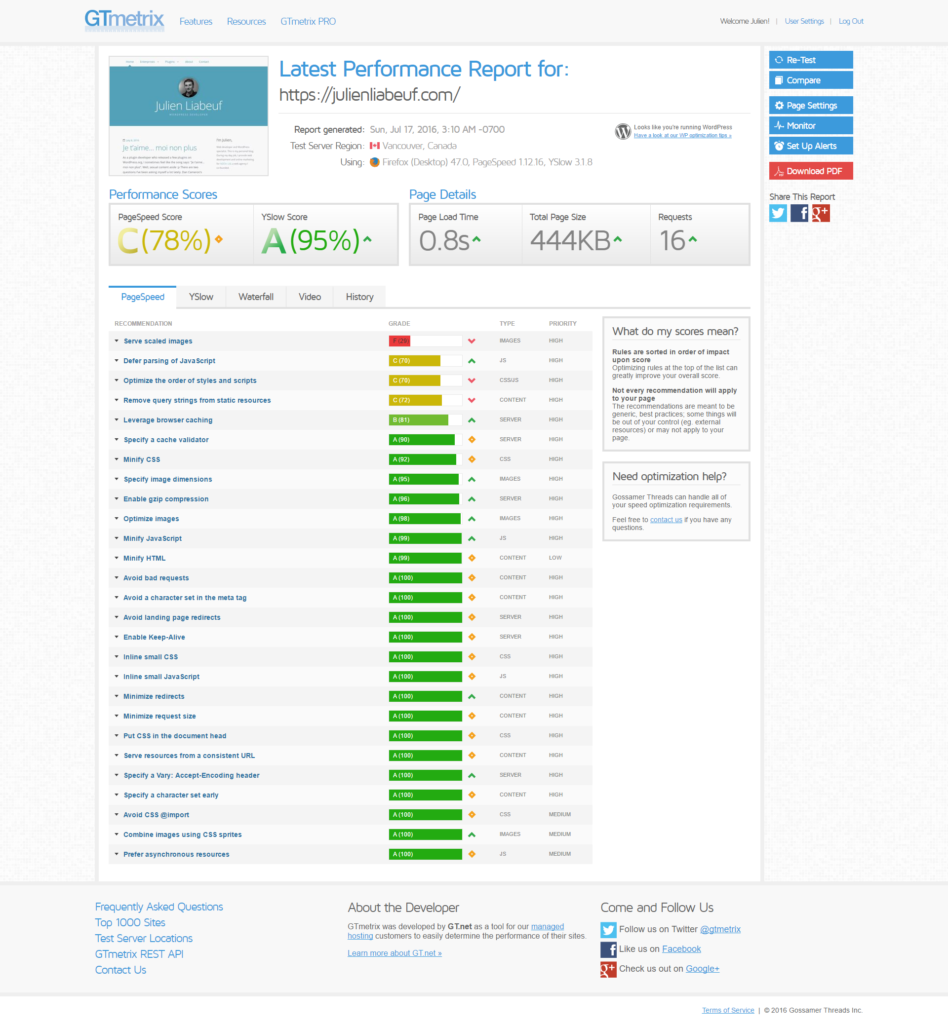 GTmetrix
Features Resources GTmetrix PRO
Welcome Julien! | User Settings | Log Out
Julien Liabeuf
Je t'aime... moi non plus
Latest Performance Report for:
https://julienliabeuf.com/
Report generated: Sun, Jul 17, 2016, 3:10 AM -0700
Test Server Region: Vancouver, Canada
Using: Firefox (Desktop) 47.0, PageSpeed 1.12.16, YSlow 3.1.8
Looks like you're running WordPress
Have a look at our WP optimization tips »
Re-Test
Compare
Page Settings
Monitor
Set Up Alerts
Download PDF
Share This Report
Performance Scores
PageSpeed Score YSlow Score
C (78%) A (95%)
Page Details
Page Load Time Total Page Size Requests
0.8s 444KB 16
PageSpeed YSlow Waterfall Video History
RECOMMENDATION GRADE TYPE PRIORITY
Serve scaled images IMAGES HIGH
Defer parsing of JavaScript JS HIGH
Optimize the order of styles and scripts C (79) CSS/JS HIGH
Remove query strings from static resources C (72) CONTENT HIGH
Leverage browser caching B (81) SERVER HIGH
Specify a cache validator A (90) SERVER HIGH
Minify CSS A (92) CSS HIGH
Specify image dimensions A (95) IMAGES HIGH
Enable gzip compression A (96) SERVER HIGH
Optimize images A (98) IMAGES HIGH
Minify JavaScript A (99) JS HIGH
Minify HTML A (99) CONTENT LOW
Avoid bad requests A (100) CONTENT HIGH
Avoid a character set in the meta tag A (100) CONTENT HIGH
Avoid landing page redirects A (100) SERVER HIGH
Enable Keep-Alive A (100) SERVER HIGH
Inline small CSS A (100) CSS HIGH
Inline small JavaScript A (100) JS HIGH
Minimize redirects A (100) CONTENT HIGH
Minimize request size A (100) CONTENT HIGH
Put CSS in the document head A (100) CSS HIGH
Serve resources from a consistent URL A (100) CONTENT HIGH
Specify a Vary: Accept-Encoding header A (100) SERVER HIGH
Specify a character set early A (100) CONTENT HIGH
Avoid CSS @import A (100) CSS MEDIUM
Combine images using CSS sprites A (100) IMAGES MEDIUM
Prefer asynchronous resources A (100) JS MEDIUM
What do my scores mean?
Rules are sorted in order of impact
upon score
Optimizing rules at the top of the list can
greatly improve your overall score.
Not every recommendation will apply
to your page
The recommendations are meant to be
generic, best practices; some things will
be out of your control (eg. external
resources) or may not apply to your
page.
Need optimization help?
Gossamer Threads can handle all of
your speed optimization requirements.
Feel free to contact us if you have any
questions.
Frequently Asked Questions
Top 1000 Sites
Test Server Locations
GTmetrix REST API
Contact Us
About the Developer
GTmetrix was developed by GT.net as a tool for our managed
hosting customers to easily determine the performance of their sites.
Learn more about GT.net »
Come and Follow Us
Follow us on Twitter @gtmetrix
Like us on Facebook
Check us out on Google+
Terms of Service | © 2016 Gossamer Threads Inc.